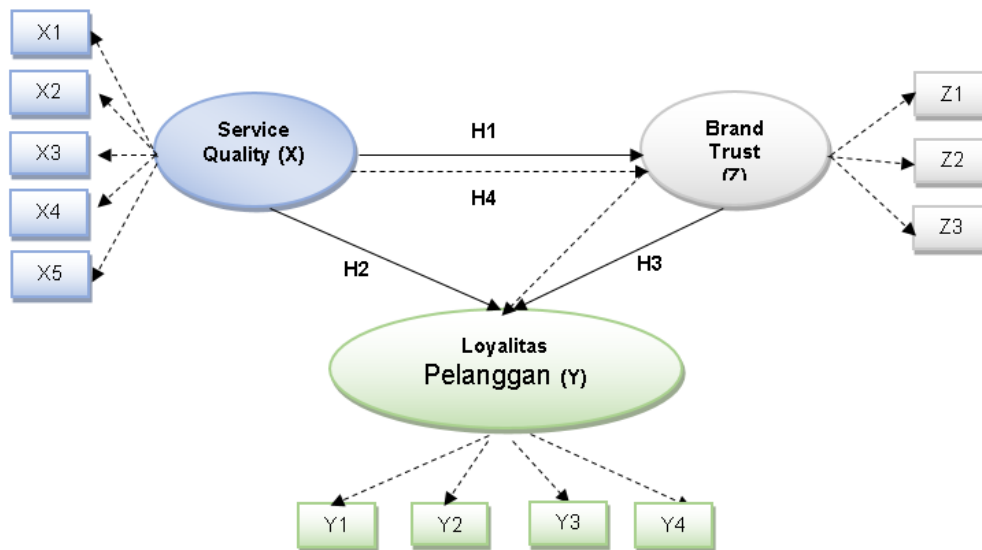 X1
X2
X3
X4
X5
Service
Quality (X)
H1
H4
H2
H3
Brand
Trust
(Z)
Z1
Z2
Z3
Loyalitas
Pelanggan (Y)
Y1
Y2
Y3
Y4